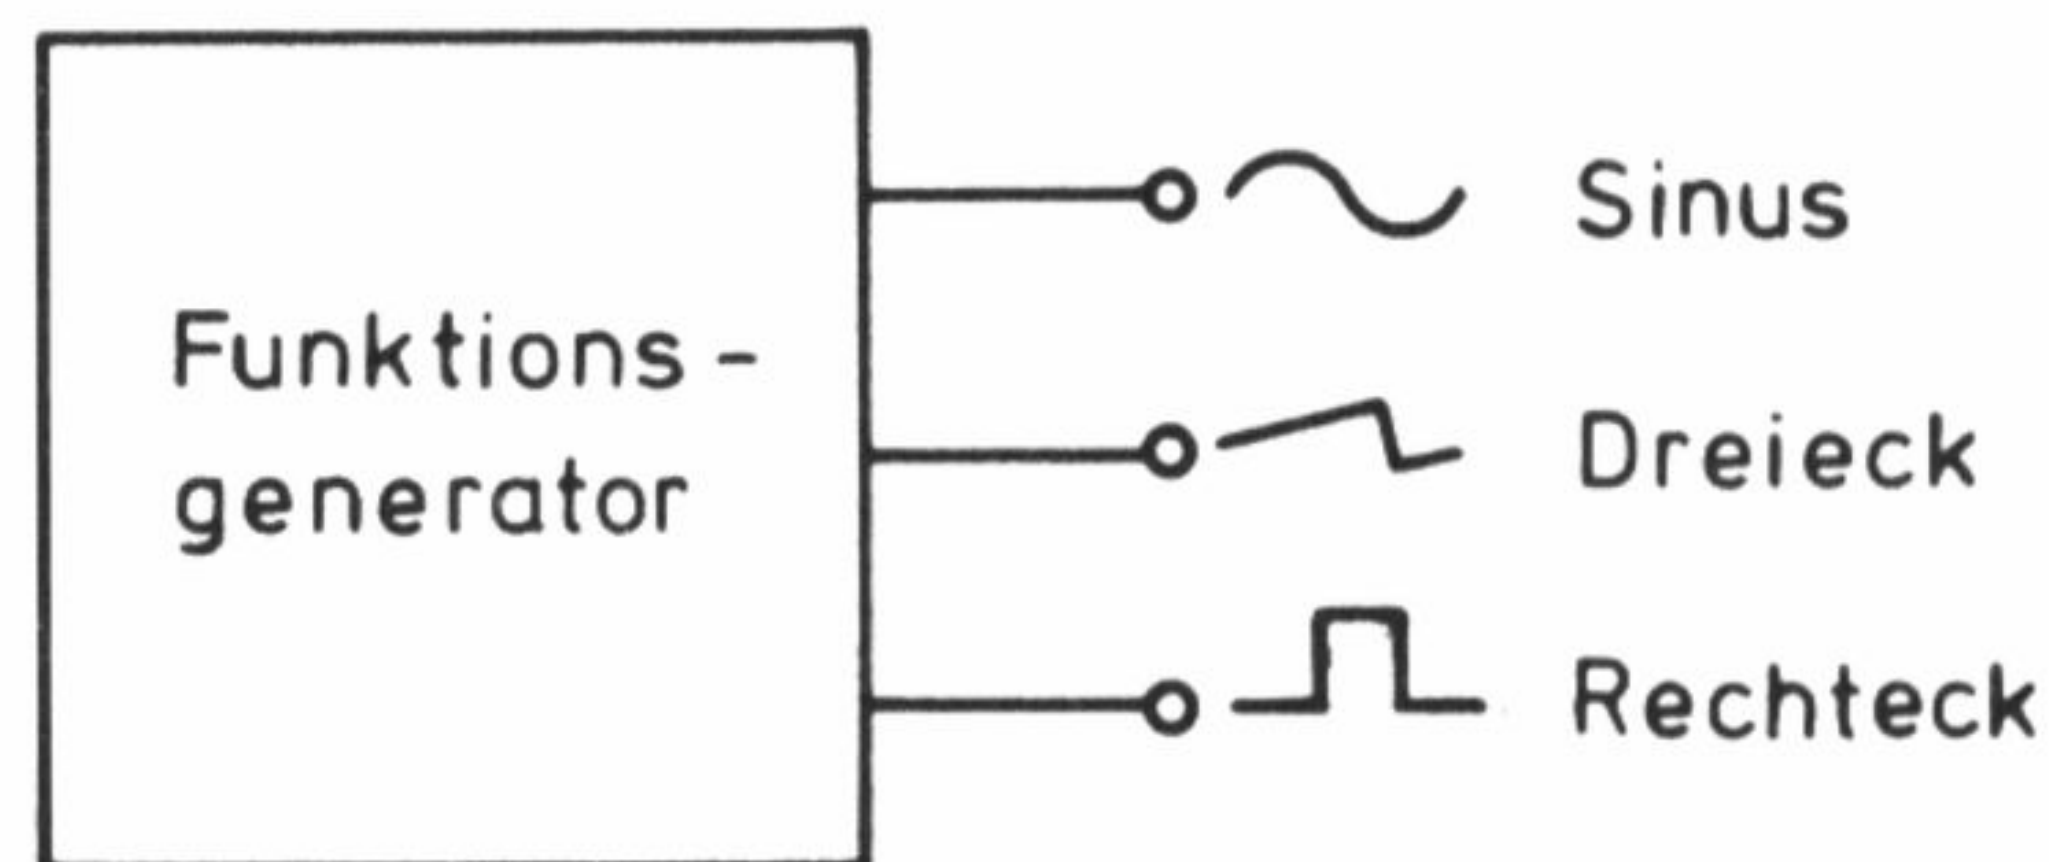 Funktions-
generator
Sinus
Dreieck
Rechteck